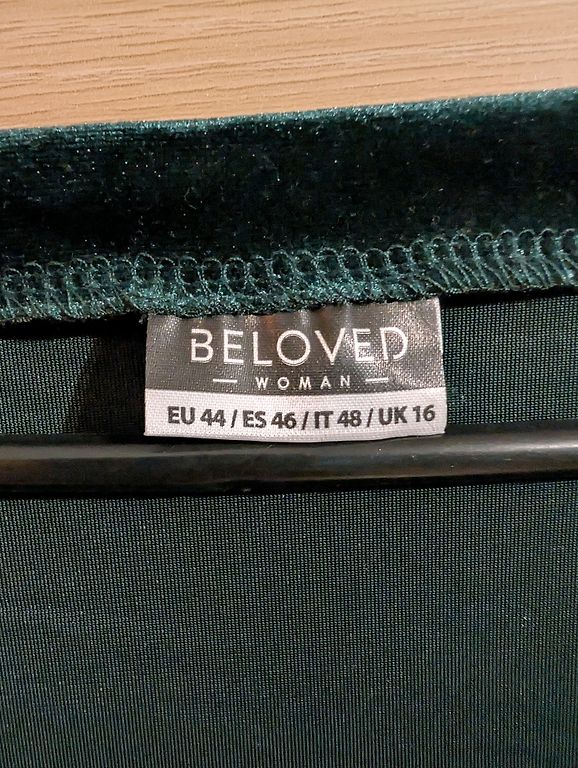 BELOVED
— WOMAN —
EU 44 / ES 46 / IT 48 / UK 16